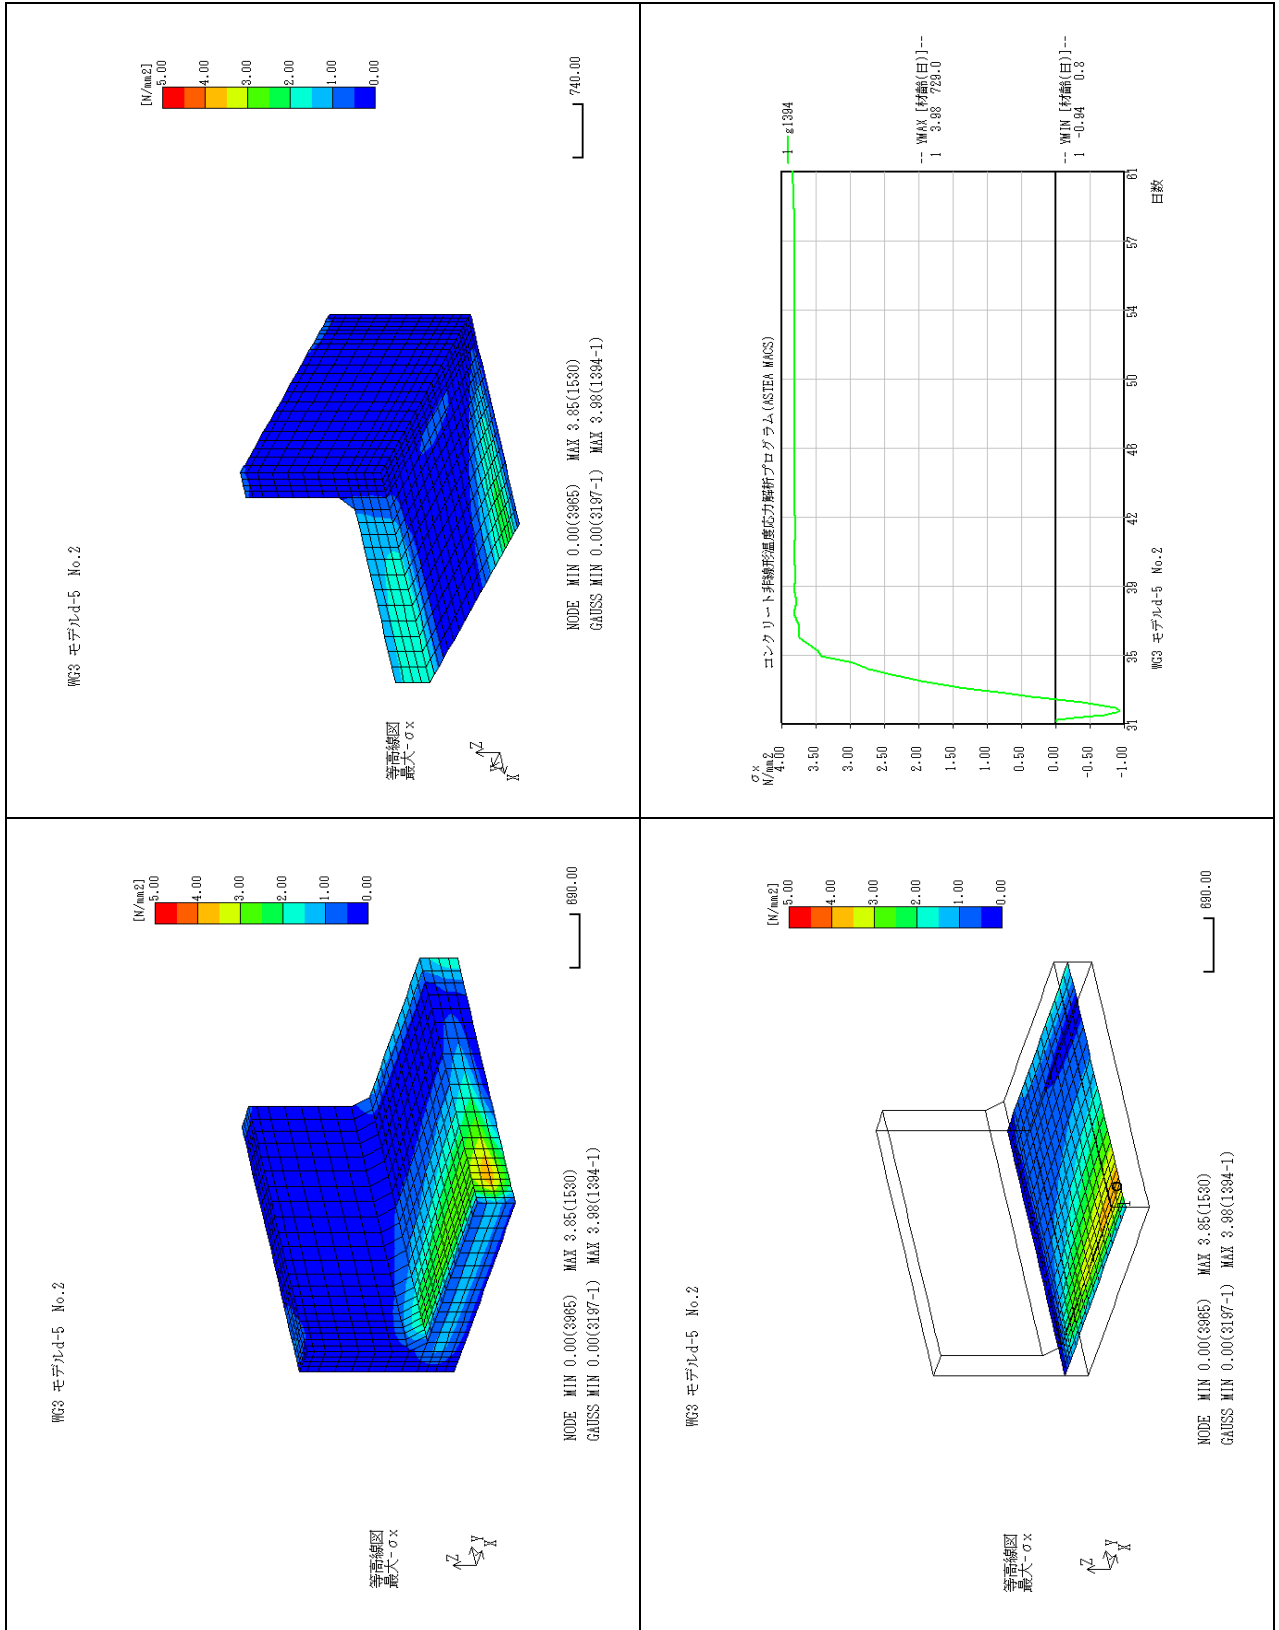 WG3 モデルd-5 No.2
[N/mm2]
5.00
4.00
3.00
2.00
1.00
0.00
740.00
等高線図
最大-σx
Z
Y
X
NODE MIN 0.00(3965) MAX 3.85(1530)
GAUSS MIN 0.00(3197-1) MAX 3.98(1394-1)
コンクリート非線形温度応力解析プログラム(ASTEA MACS)
σx
N/mm2
4.00
3.50
3.00
2.50
2.00
1.50
1.00
0.50
0.00
-0.50
-1.00
31
35
39
42
46
50
54
57
61
日数
1 g1394
-- YMAX [材齢(日)]--
1 3.98 729.0
-- YMIN [材齢(日)]--
1 -0.94 0.8
WG3 モデルd-5 No.2
WG3 モデルd-5 No.2
[N/mm2]
5.00
4.00
3.00
2.00
1.00
0.00
690.00
等高線図
最大-σx
Z
Y
X
NODE MIN 0.00(3965) MAX 3.85(1530)
GAUSS MIN 0.00(3197-1) MAX 3.98(1394-1)
WG3 モデルd-5 No.2
[N/mm2]
5.00
4.00
3.00
2.00
1.00
0.00
690.00
等高線図
最大-σx
Z
Y
X
1
NODE MIN 0.00(3965) MAX 3.85(1530)
GAUSS MIN 0.00(3197-1) MAX 3.98(1394-1)